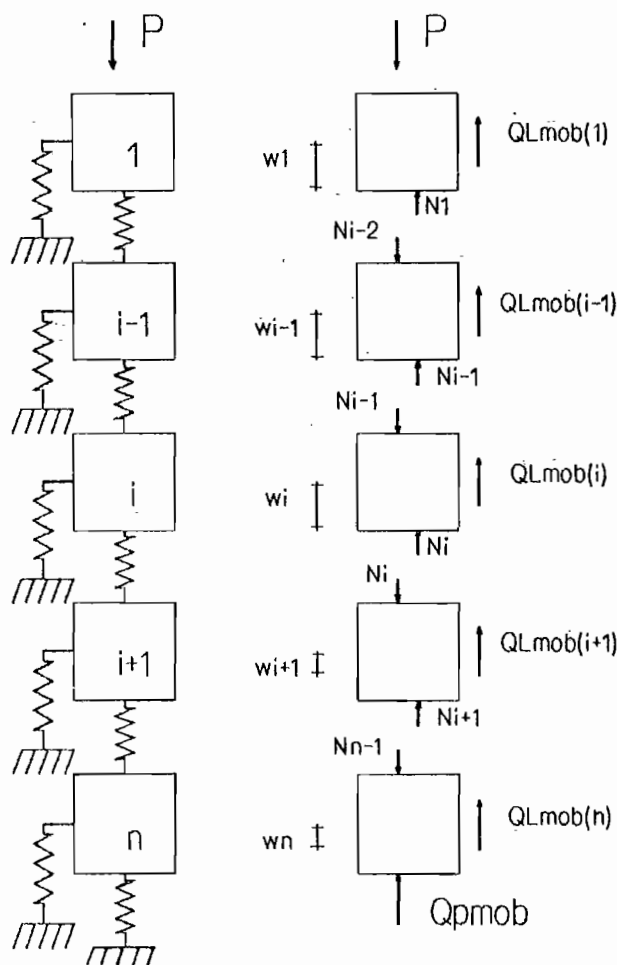 P P
1 w1 QLmob(1)
N1
Ni-2
i-1 wi-1 QLmob(i-1)
Ni-1
Ni-1
i wi QLmob(i)
Ni
Ni
i+1 wi+1 QLmob(i+1)
Ni+1
Nn-1
n wn QLmob(n)
Qpmob